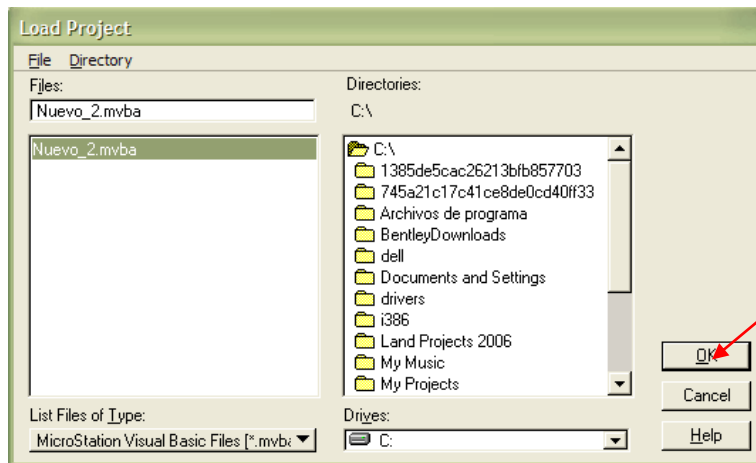 Load Project
File Directory
Files:
Nuevo_2.mvba
Nuevo_2.mvba
List Files of Type:
MicroStation Visual Basic Files [*.mvba
Directories:
C:\
C:\
1385de5cac26213bfb857703
745a21c17c41ce8de0cd40ff33
Archivos de programa
BentleyDownloads
dell
Documents and Settings
drivers
i386
Land Projects 2006
My Music
My Projects
Drives:
C:
OK
Cancel
Help